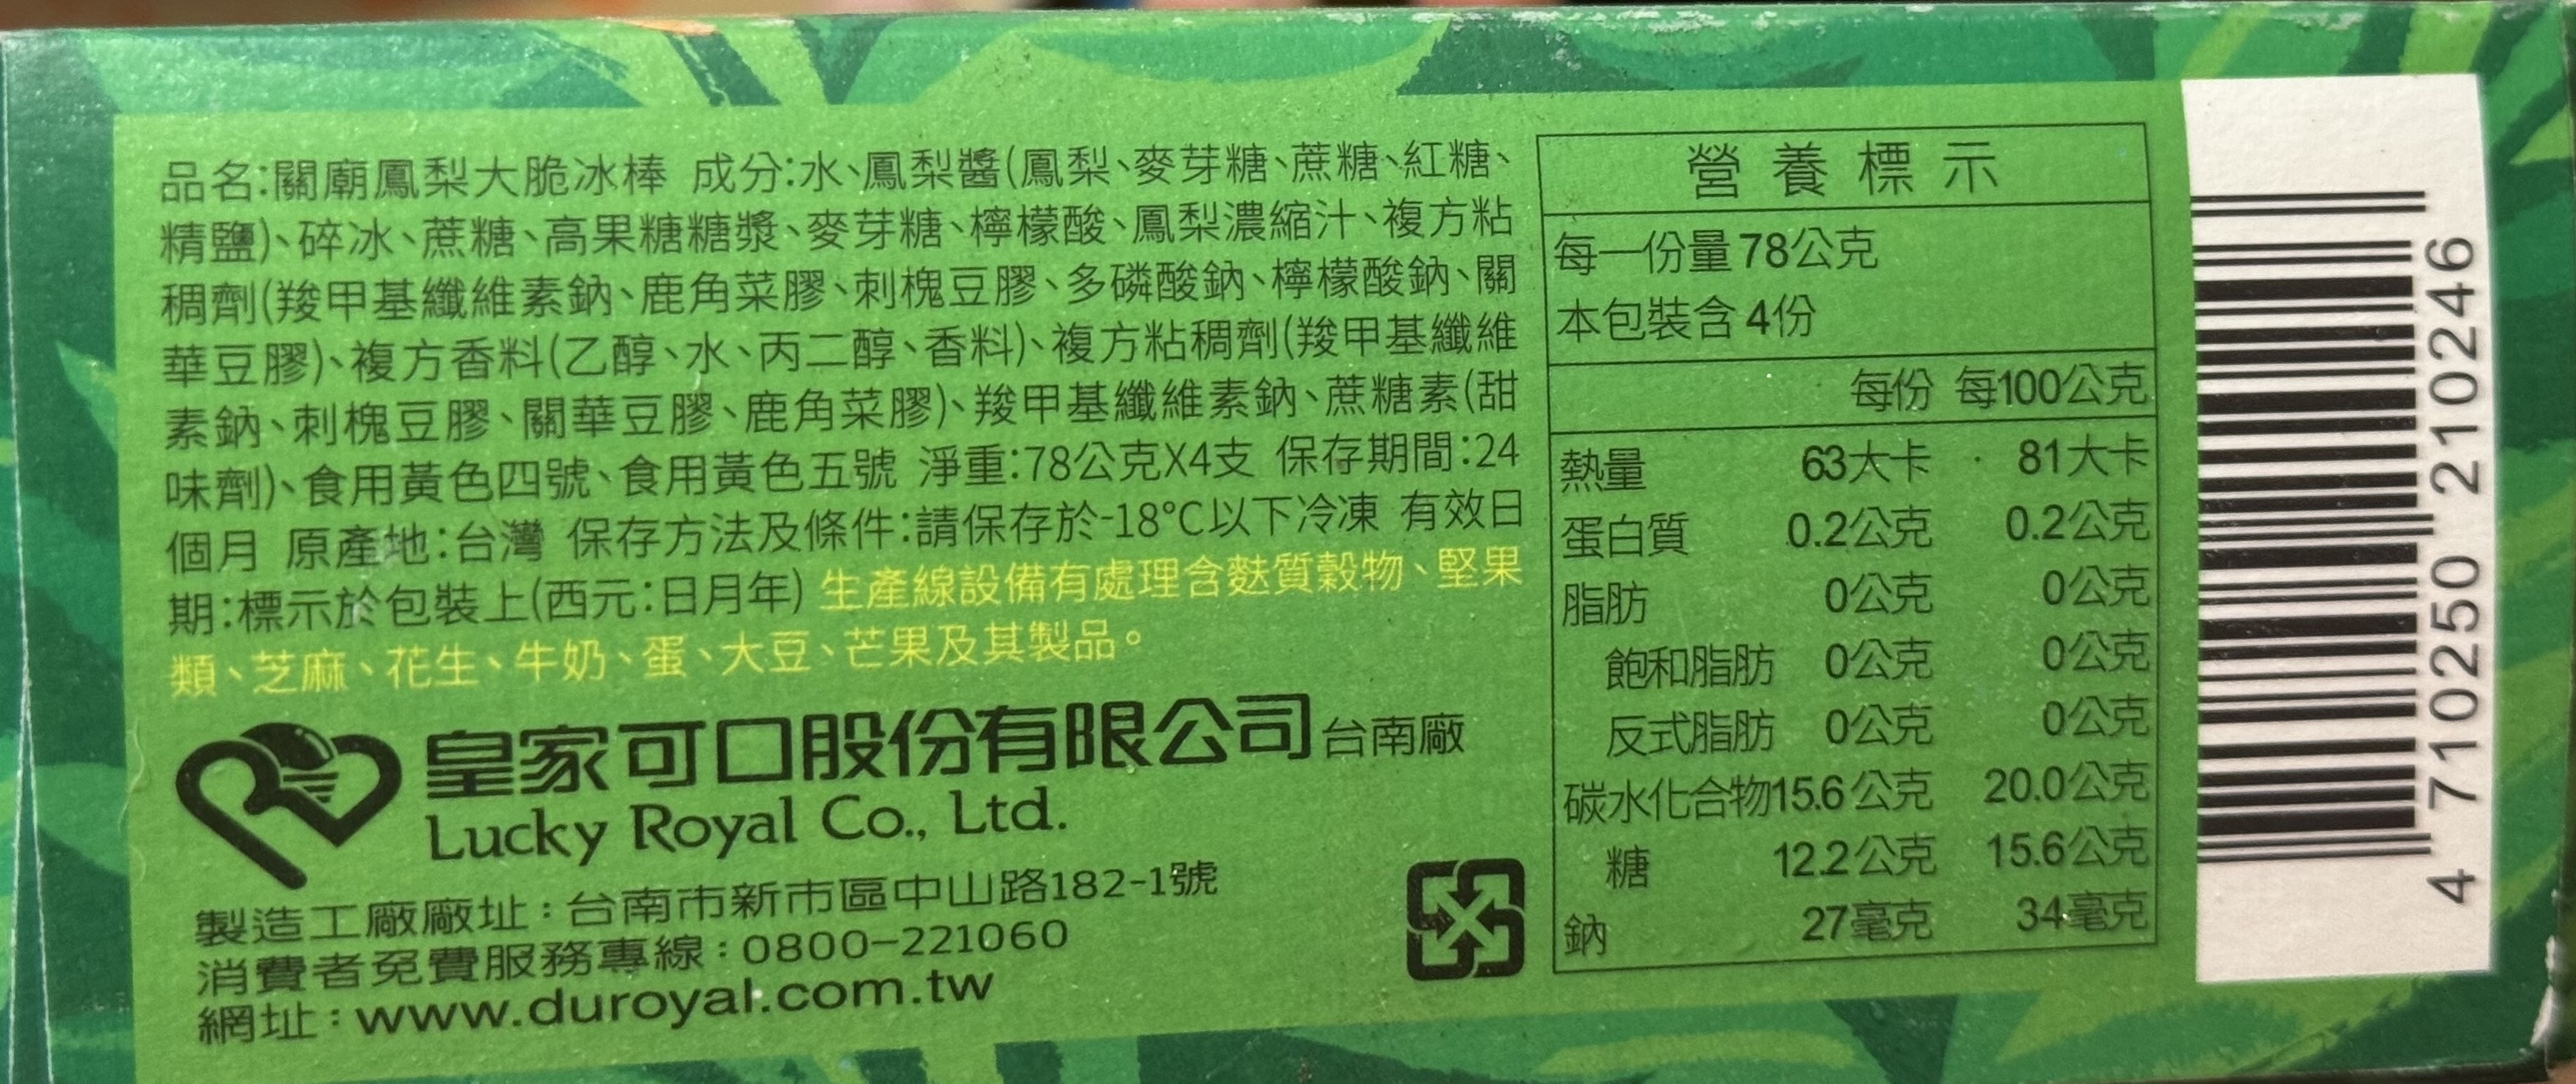 品名:關廟鳳梨大脆冰棒 成分:水、鳳梨醬(鳳梨、麥芽糖、蔗糖、紅糖、
精鹽)、碎冰、蔗糖、高果糖糖漿、麥芽糖、檸檬酸、鳳梨濃縮汁、複方粘
稠劑(羧甲基纖維素鈉、鹿角菜膠、刺槐豆膠、多磷酸鈉、檸檬酸鈉、關
華豆膠)、複方香料(乙醇、水、丙二醇、香料)、複方粘稠劑(羧甲基纖維
素鈉、刺槐豆膠、關華豆膠、鹿角菜膠)、羧甲基纖維素鈉、蔗糖素(甜
味劑)、食用黃色四號、食用黃色五號 淨重:78公克X4支 保存期間:24
個月 原產地:台灣 保存方法及條件:請保存於-18℃以下冷凍 有效日
期:標示於包裝上(西元:日月年) 生產線設備有處理含麩質穀物、堅果
類、芝麻、花生、牛奶、蛋、大豆、芒果及其製品。
皇家可口股份有限公司台南廠
Lucky Royal Co., Ltd.
製造工廠廠址:台南市新市區中山路182-1號
消費者免費服務專線:0800-221060
網址:www.duroyal.com.tw
營養標示
每一份量78公克
本包裝含4份
每份 每100公克
熱量 63大卡 81大卡
蛋白質 0.2公克 0.2公克
脂肪 0公克 0公克
飽和脂肪 0公克 0公克
反式脂肪 0公克 0公克
碳水化合物15.6公克 20.0公克
糖 12.2公克 15.6公克
鈉 27毫克 34毫克
4 710250 210246